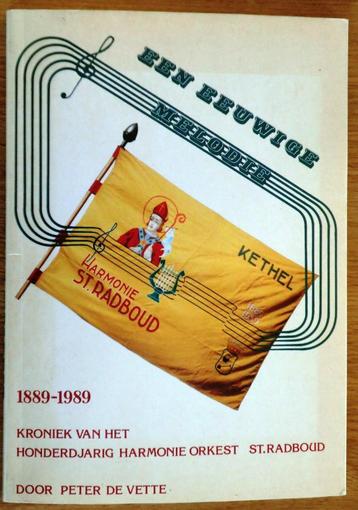 EEN EEUWIGE
MELODIE
KETHEL
HARMONIE
ST. RADBOUD
1889-1989
KRONIEK VAN HET
HONDERDJARIG HARMONIE ORKEST ST.RADBOUD
DOOR PETER DE VETTE